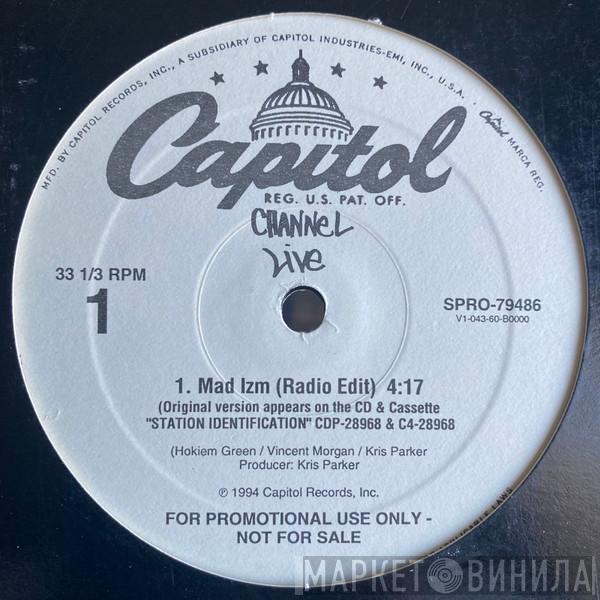 MFD. BY CAPITOL RECORDS, INC., A SUBSIDIARY OF CAPITOL INDUSTRIES-EMI, INC., U.S.A. · Capitol MARCA REG.
Capitol
REG. U.S. PAT. OFF.
CHANNEL
LIVE
33 1/3 RPM
1
SPRO-79486
V1-043-60-B0000
1. Mad Izm (Radio Edit) 4:17
(Original version appears on the CD & Cassette
"STATION IDENTIFICATION" CDP-28968 & C4-28968
(Hokiem Green / Vincent Morgan / Kris Parker
Producer: Kris Parker
℗ 1994 Capitol Records, Inc.
FOR PROMOTIONAL USE ONLY -
NOT FOR SALE
LAWS
МАРКЕТ ВИНИЛА